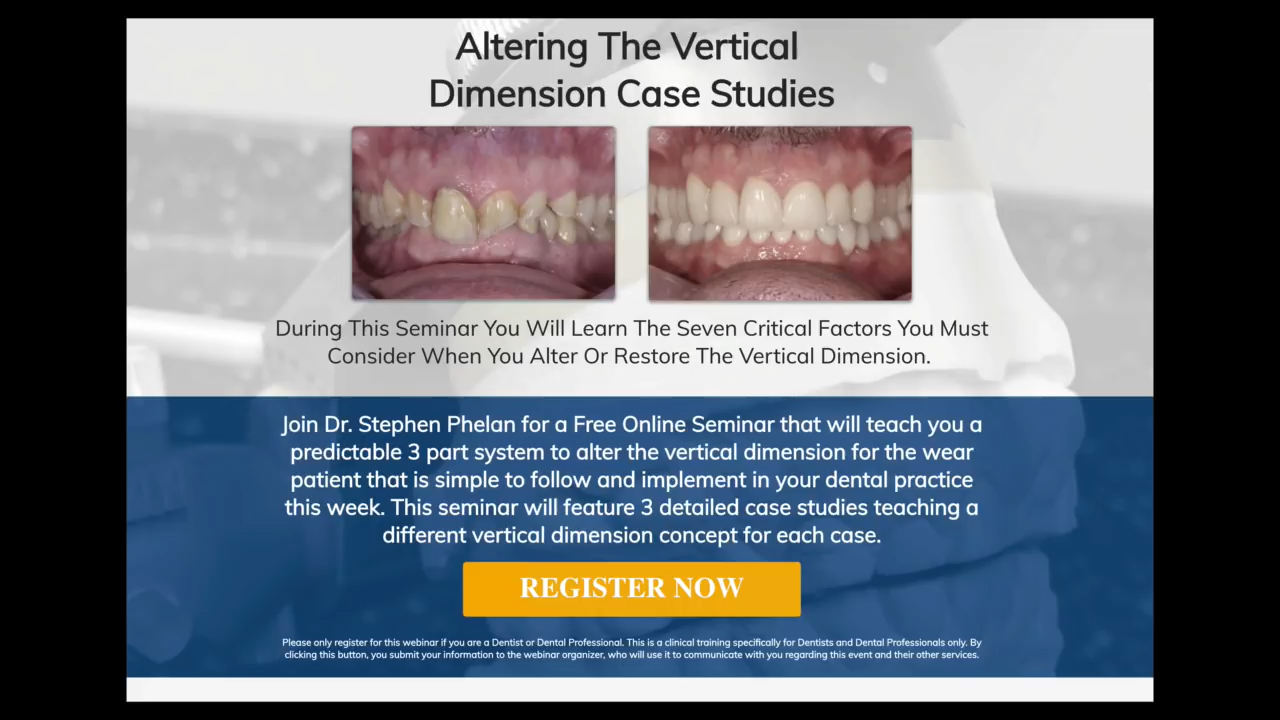 Altering The Vertical
Dimension Case Studies
During This Seminar You Will Learn The Seven Critical Factors You Must
Consider When You Alter Or Restore The Vertical Dimension.
Join Dr. Stephen Phelan for a Free Online Seminar that will teach you a
predictable 3 part system to alter the vertical dimension for the wear
patient that is simple to follow and implement in your dental practice
this week. This seminar will feature 3 detailed case studies teaching a
different vertical dimension concept for each case.
REGISTER NOW
Please only register for this webinar if you are a Dentist or Dental Professional. This is a clinical training specifically for Dentists and Dental Professionals only. By
clicking this button, you submit your information to the webinar organizer, who will use it to communicate with you regarding this event and their other services.